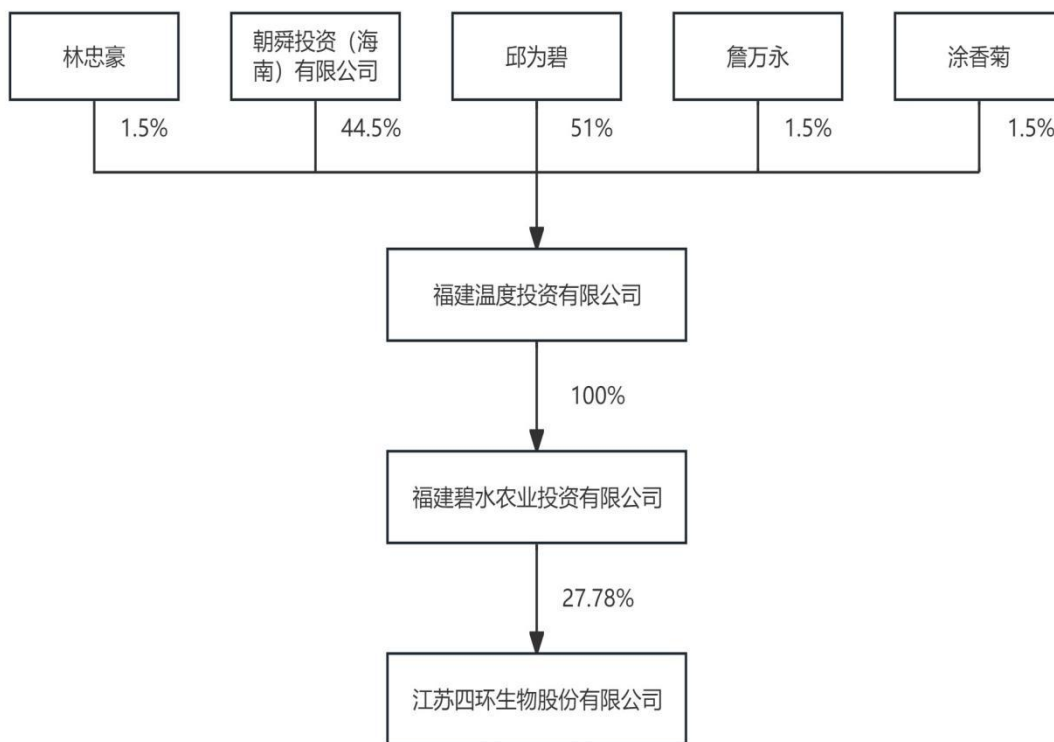 林忠豪
朝舜投资（海
南）有限公司
邱为碧
詹万永
涂香菊
1.5%
44.5%
51%
1.5%
1.5%
福建温度投资有限公司
100%
福建碧水农业投资有限公司
27.78%
江苏四环生物股份有限公司